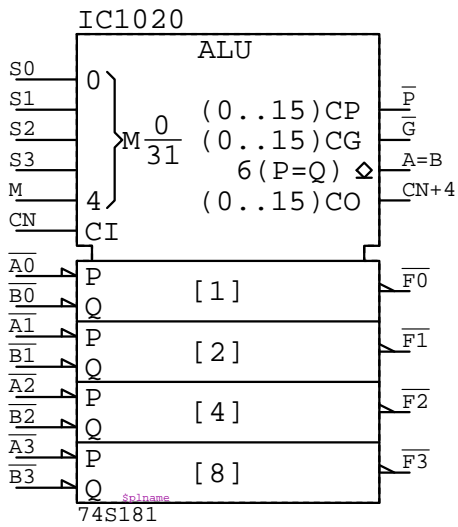 IC1020
ALU
S0
0
S1
(0..15)CP
P
S2
M 0/31
(0..15)CG
G
S3
6(P=Q)
A=B
M
4
(0..15)CO
CN+4
CN
CI
A0
P
[1]
F0
B0
Q
A1
P
[2]
F1
B1
Q
A2
P
[4]
F2
B2
Q
A3
P
[8]
F3
B3
Q
$plname
74S181